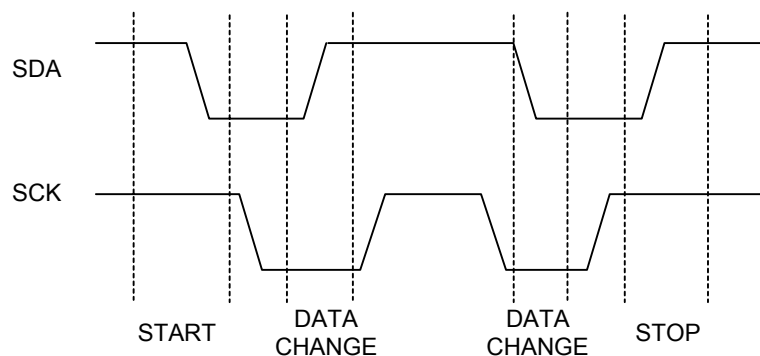 SDA
SCK
START
DATA
CHANGE
DATA
CHANGE
STOP